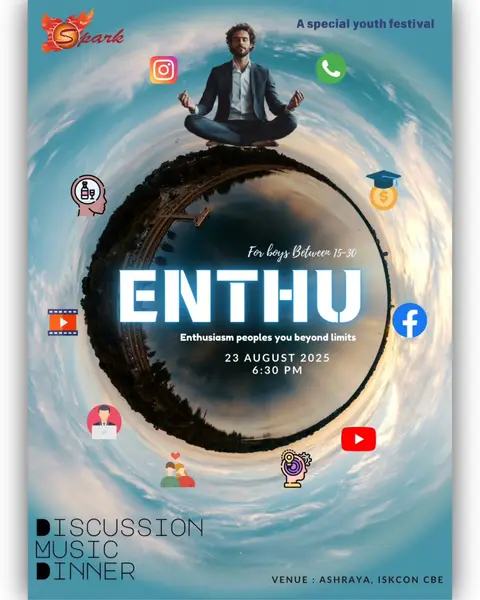 Spark
A special youth festival
For boys Between 15-30
ENTHU
Enthusiasm peoples you beyond limits
23 AUGUST 2025
6:30 PM
DISCUSSION
MUSIC
DINNER
VENUE : ASHRAYA, ISKCON CBE